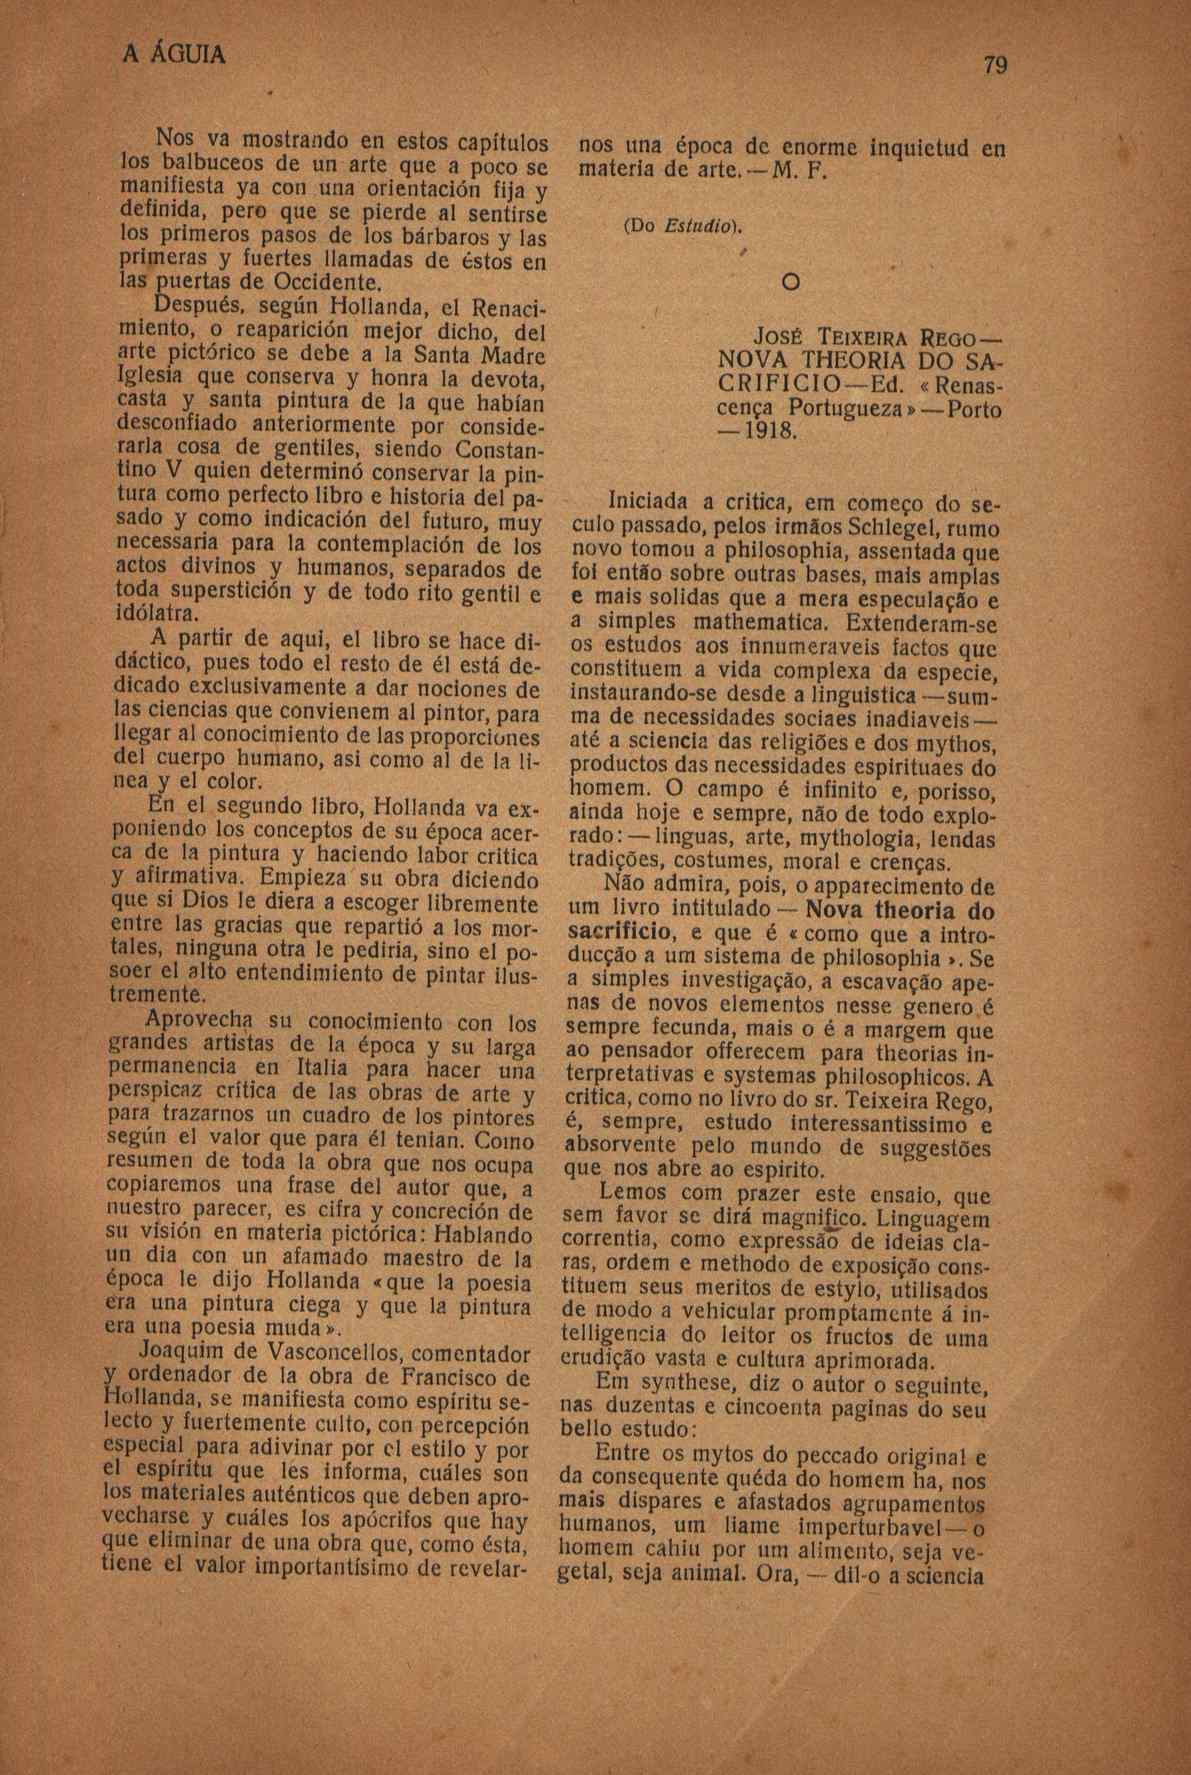 A ÁGUIA
79
Nos va mostrando en estos capítulos
los balbuceos de un arte que a poco se
manifiesta ya con una orientación fija y
definida, pero que se pierde al sentirse
los primeros pasos de los bárbaros y las
primeras y fuertes llamadas de éstos en
las puertas de Occidente.
Después, según Hollanda, el Renaci-
miento, o reaparición mejor dicho, del
arte pictórico se debe a la Santa Madre
Iglesia que conserva y honra la devota,
casta y santa pintura de la que habían
desconfiado anteriormente por conside-
rarla cosa de gentiles, siendo Constan-
tino V quien determinó conservar la pin-
tura como perfecto libro e historia del pa-
sado y como indicación del futuro, muy
necessaria para la contemplación de los
actos divinos y humanos, separados de
toda superstición y de todo rito gentil e
idólatra.
A partir de aqui, el libro se hace di-
dáctico, pues todo el resto de él está de-
dicado exclusivamente a dar nociones de
las ciencias que convienem al pintor, para
llegar al conocimiento de las proporciones
del cuerpo humano, asi como al de la li-
nea y el color.
En el segundo libro, Hollanda va ex-
poniendo los conceptos de su época acer-
ca de la pintura y haciendo labor critica
y afirmativa. Empieza su obra diciendo
que si Dios le diera a escoger libremente
entre las gracias que repartió a los mor-
tales, ninguna otra le pediria, sino el po-
soer el alto entendimiento de pintar ilus-
tremente.
Aprovecha su conocimiento con los
grandes artistas de la época y su larga
permanencia en Italia para hacer una
perspicaz crítica de las obras de arte y
para trazarnos un cuadro de los pintores
según el valor que para él tenian. Como
resumen de toda la obra que nos ocupa
copiaremos una frase del autor que, a
nuestro parecer, es cifra y concreción de
su visión en materia pictórica: Hablando
un dia con un afamado maestro de la
época le dijo Hollanda «que la poesia
era una pintura ciega y que la pintura
era una poesia muda».
Joaquim de Vasconcellos, comentador
y ordenador de la obra de Francisco de
Hollanda, se manifiesta como espíritu se-
lecto y fuertemente culto, con percepción
especial para adivinar por el estilo y por
el espíritu que les informa, cuáles son
los materiales auténticos que deben apro-
vecharse y cuáles los apócrifos que hay
que eliminar de una obra que, como ésta,
tiene el valor importantísimo de revelar-
nos una época de enorme inquietud en
materia de arte.—M. F.
(Do Estudio).
O
JOSÉ TEIXEIRA REGO—
NOVA THEORIA DO SA-
CRIFICIO—Ed. «Renas-
cença Portugueza»—Porto
—1918.
Iniciada a critica, em começo do se-
culo passado, pelos irmãos Schlegel, rumo
novo tomou a philosophia, assentada que
foi então sobre outras bases, mais amplas
e mais solidas que a mera especulação e
a simples mathematica. Extenderam-se
os estudos aos innumeraveis factos que
constituem a vida complexa da especie,
instaurando-se desde a linguistica—sum-
ma de necessidades sociaes inadiaveis—
até a sciencia das religiões e dos mythos,
productos das necessidades espirituaes do
homem. O campo é infinito e, porisso,
ainda hoje e sempre, não de todo explo-
rado:—linguas, arte, mythologia, lendas
tradições, costumes, moral e crenças.
Não admira, pois, o apparecimento de
um livro intitulado—Nova theoria do
sacrificio, e que é «como que a intro-
ducção a um sistema de philosophia». Se
a simples investigação, a escavação ape-
nas de novos elementos nesse genero é
sempre fecunda, mais o é a margem que
ao pensador offerecem para theorias in-
terpretativas e systemas philosophicos. A
critica, como no livro do sr. Teixeira Rego,
é, sempre, estudo interessantissimo e
absorvente pelo mundo de suggestões
que nos abre ao espirito.
Lemos com prazer este ensaio, que
sem favor se dirá magnifico. Linguagem
correntia, como expressão de ideias cla-
ras, ordem e methodo de exposição cons-
tituem seus meritos de estylo, utilisados
de modo a vehicular promptamente á in-
telligencia do leitor os fructos de uma
erudição vasta e cultura aprimorada.
Em synthese, diz o autor o seguinte,
nas duzentas e cincoenta paginas do seu
bello estudo:
Entre os mytos do peccado original e
da consequente quéda do homem ha, nos
mais dispares e afastados agrupamentos
humanos, um liame imperturbavel—o
homem cahiu por um alimento, seja ve-
getal, seja animal. Ora,—dil-o a sciencia